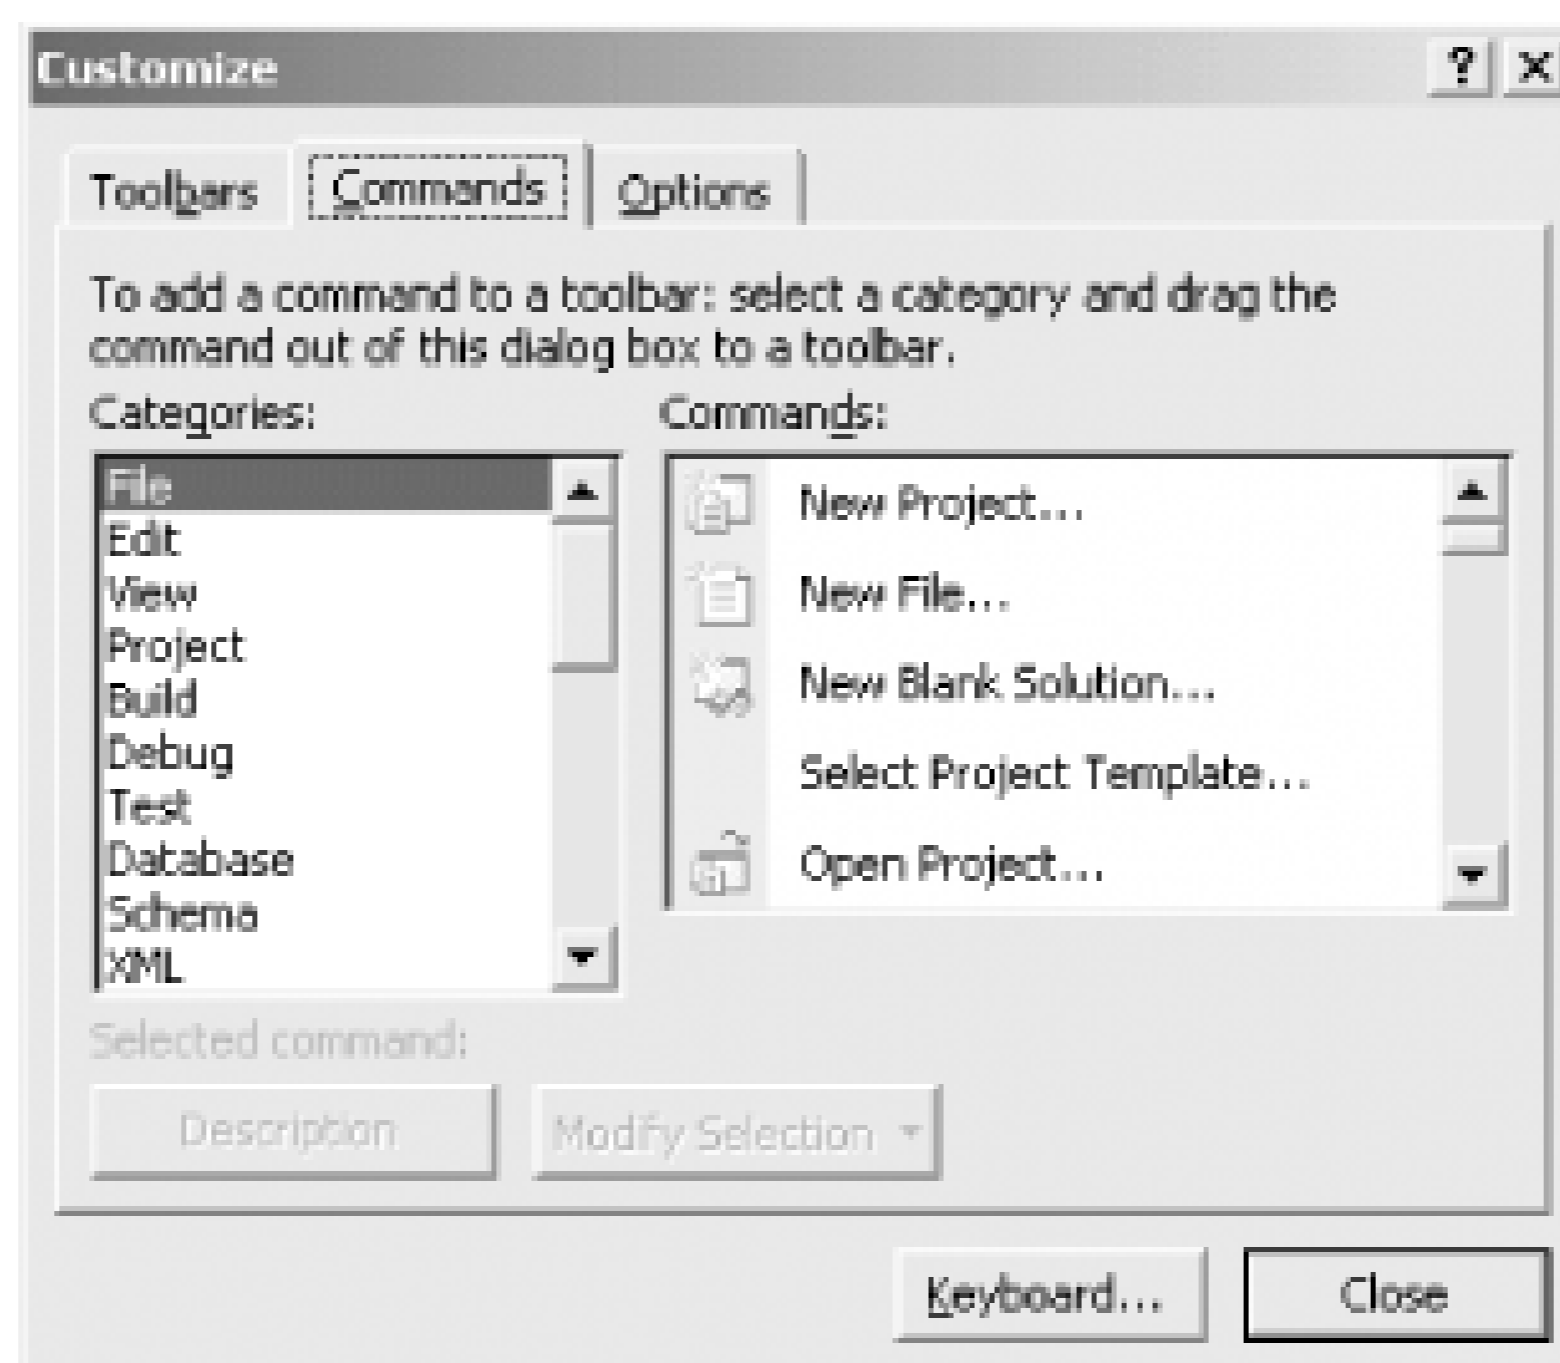 Customize ? X
Toolbars Commands Options
To add a command to a toolbar: select a category and drag the
command out of this dialog box to a toolbar.
Categories:
File
Edit
View
Project
Build
Debug
Test
Database
Schema
XML
Commands:
New Project...
New File...
New Blank Solution...
Select Project Template...
Open Project...
Selected command:
Description Modify Selection
Keyboard... Close